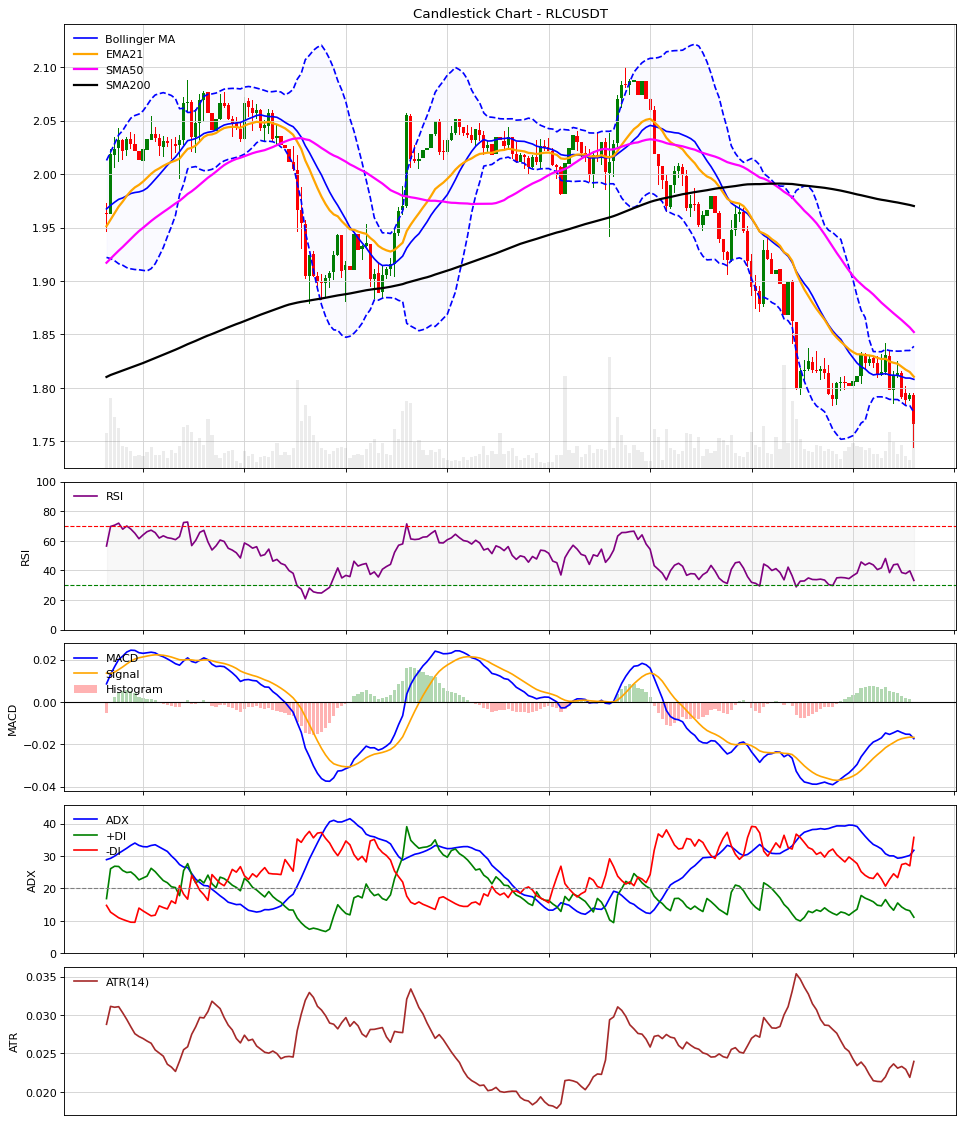 Candlestick Chart - RLCUSDT
Bollinger MA
EMA21
SMA50
SMA200
2.10
2.05
2.00
1.95
1.90
1.85
1.80
1.75
RSI
100
80
60
40
20
0
RSI
MACD
Signal
Histogram
0.02
0.00
−0.02
−0.04
MACD
ADX
+DI
-DI
40
30
20
10
0
ADX
ATR(14)
0.035
0.030
0.025
0.020
ATR